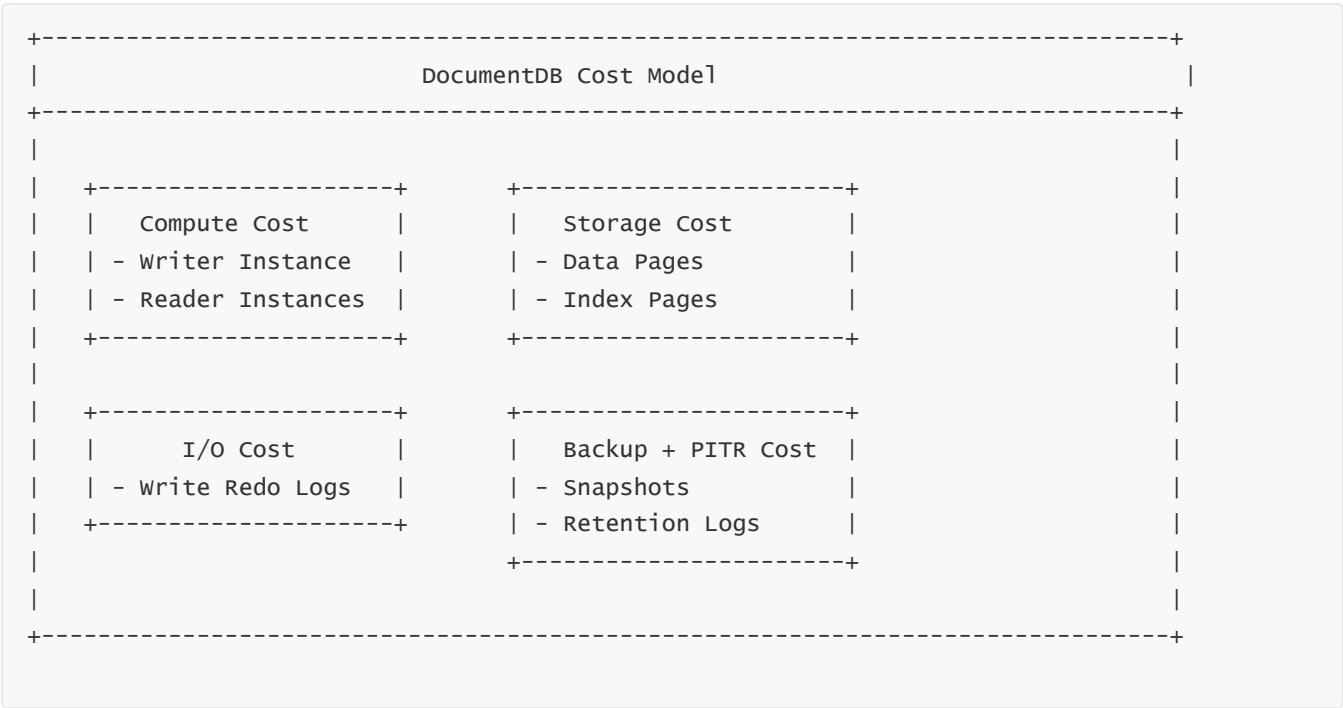 +--------------------------------------------------------------------------------+
|                           DocumentDB Cost Model                                 |
+--------------------------------------------------------------------------------+
|                                                                                |
|   +---------------------+       +-----------------------+                      |
|   |   Compute Cost      |       |   Storage Cost        |                      |
|   | - Writer Instance   |       | - Data Pages          |                      |
|   | - Reader Instances  |       | - Index Pages         |                      |
|   +---------------------+       +-----------------------+                      |
|                                                                                |
|   +---------------------+       +-----------------------+                      |
|   |      I/O Cost       |       |   Backup + PITR Cost  |                      |
|   | - Write Redo Logs   |       | - Snapshots           |                      |
|   +---------------------+       | - Retention Logs      |                      |
|                                 +-----------------------+                      |
|                                                                                |
+--------------------------------------------------------------------------------+